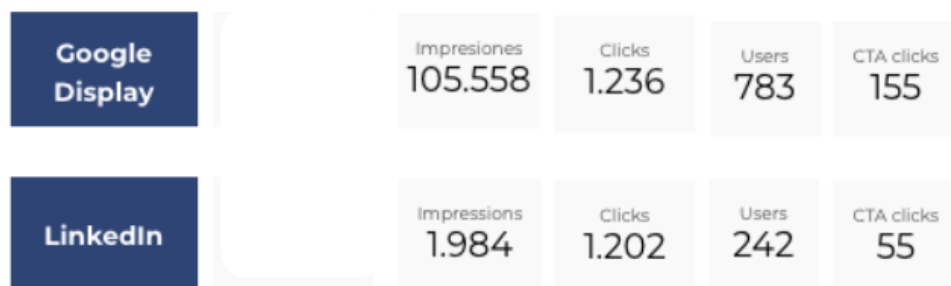 Google
Display
Impresiones
105.558
Clicks
1.236
Users
783
CTA clicks
155
LinkedIn
Impressions
1.984
Clicks
1.202
Users
242
CTA clicks
55